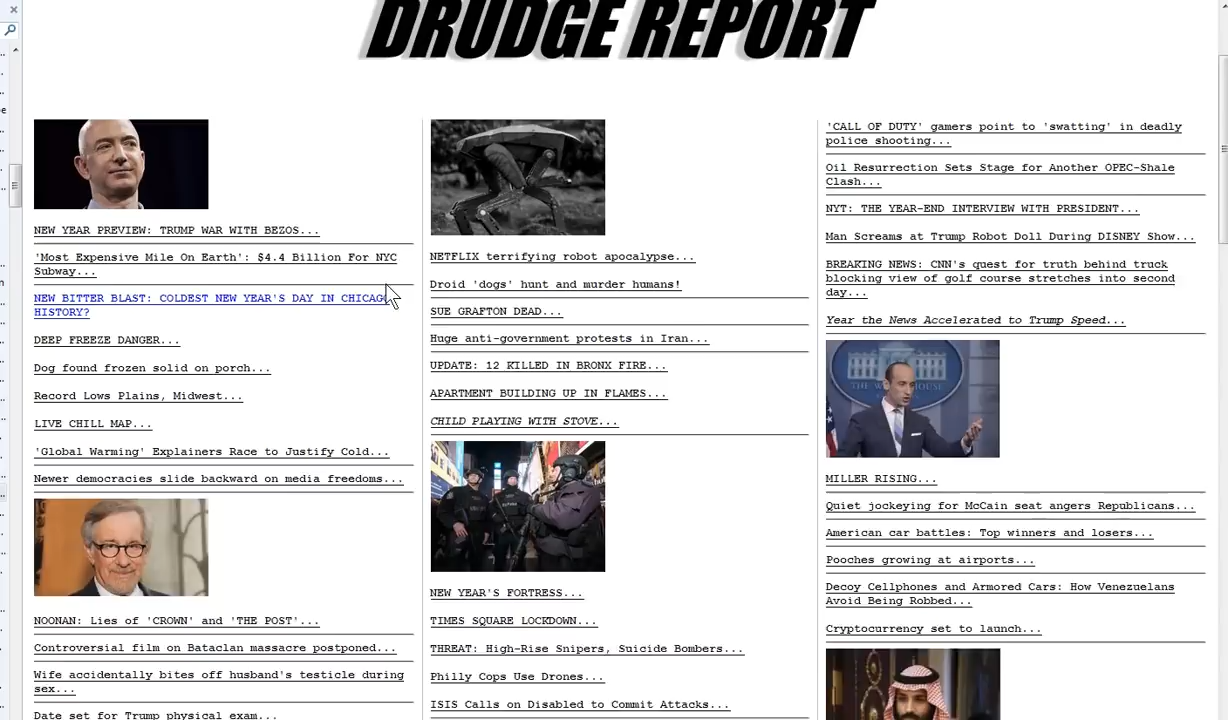 DRUDGE REPORT
NEW YEAR PREVIEW: TRUMP WAR WITH BEZOS...
'Most Expensive Mile On Earth': $4.4 Billion For NYC
Subway...
NEW BITTER BLAST: COLDEST NEW YEAR'S DAY IN CHICAGO
HISTORY?
DEEP FREEZE DANGER...
Dog found frozen solid on porch...
Record Lows Plains, Midwest...
LIVE CHILL MAP...
'Global Warming' Explainers Race to Justify Cold...
Newer democracies slide backward on media freedoms...
NOONAN: Lies of 'CROWN' and 'THE POST'...
Controversial film on Bataclan massacre postponed...
Wife accidentally bites off husband's testicle during
sex...
Date set for Trump physical exam...
NETFLIX terrifying robot apocalypse...
Droid 'dogs' hunt and murder humans!
SUE GRAFTON DEAD...
Huge anti-government protests in Iran...
UPDATE: 12 KILLED IN BRONX FIRE...
APARTMENT BUILDING UP IN FLAMES...
CHILD PLAYING WITH STOVE...
NEW YEAR'S FORTRESS...
TIMES SQUARE LOCKDOWN...
THREAT: High-Rise Snipers, Suicide Bombers...
Philly Cops Use Drones...
ISIS Calls on Disabled to Commit Attacks...
'CALL OF DUTY' gamers point to 'swatting' in deadly
police shooting...
Oil Resurrection Sets Stage for Another OPEC-Shale
Clash...
NYT: THE YEAR-END INTERVIEW WITH PRESIDENT...
Man Screams at Trump Robot Doll During DISNEY Show...
BREAKING NEWS: CNN's quest for truth behind truck
blocking view of golf course stretches into second
day...
Year the News Accelerated to Trump Speed...
THE WHITE HOUSE
MILLER RISING...
Quiet jockeying for McCain seat angers Republicans...
American car battles: Top winners and losers...
Pooches growing at airports...
Decoy Cellphones and Armored Cars: How Venezuelans
Avoid Being Robbed...
Cryptocurrency set to launch...